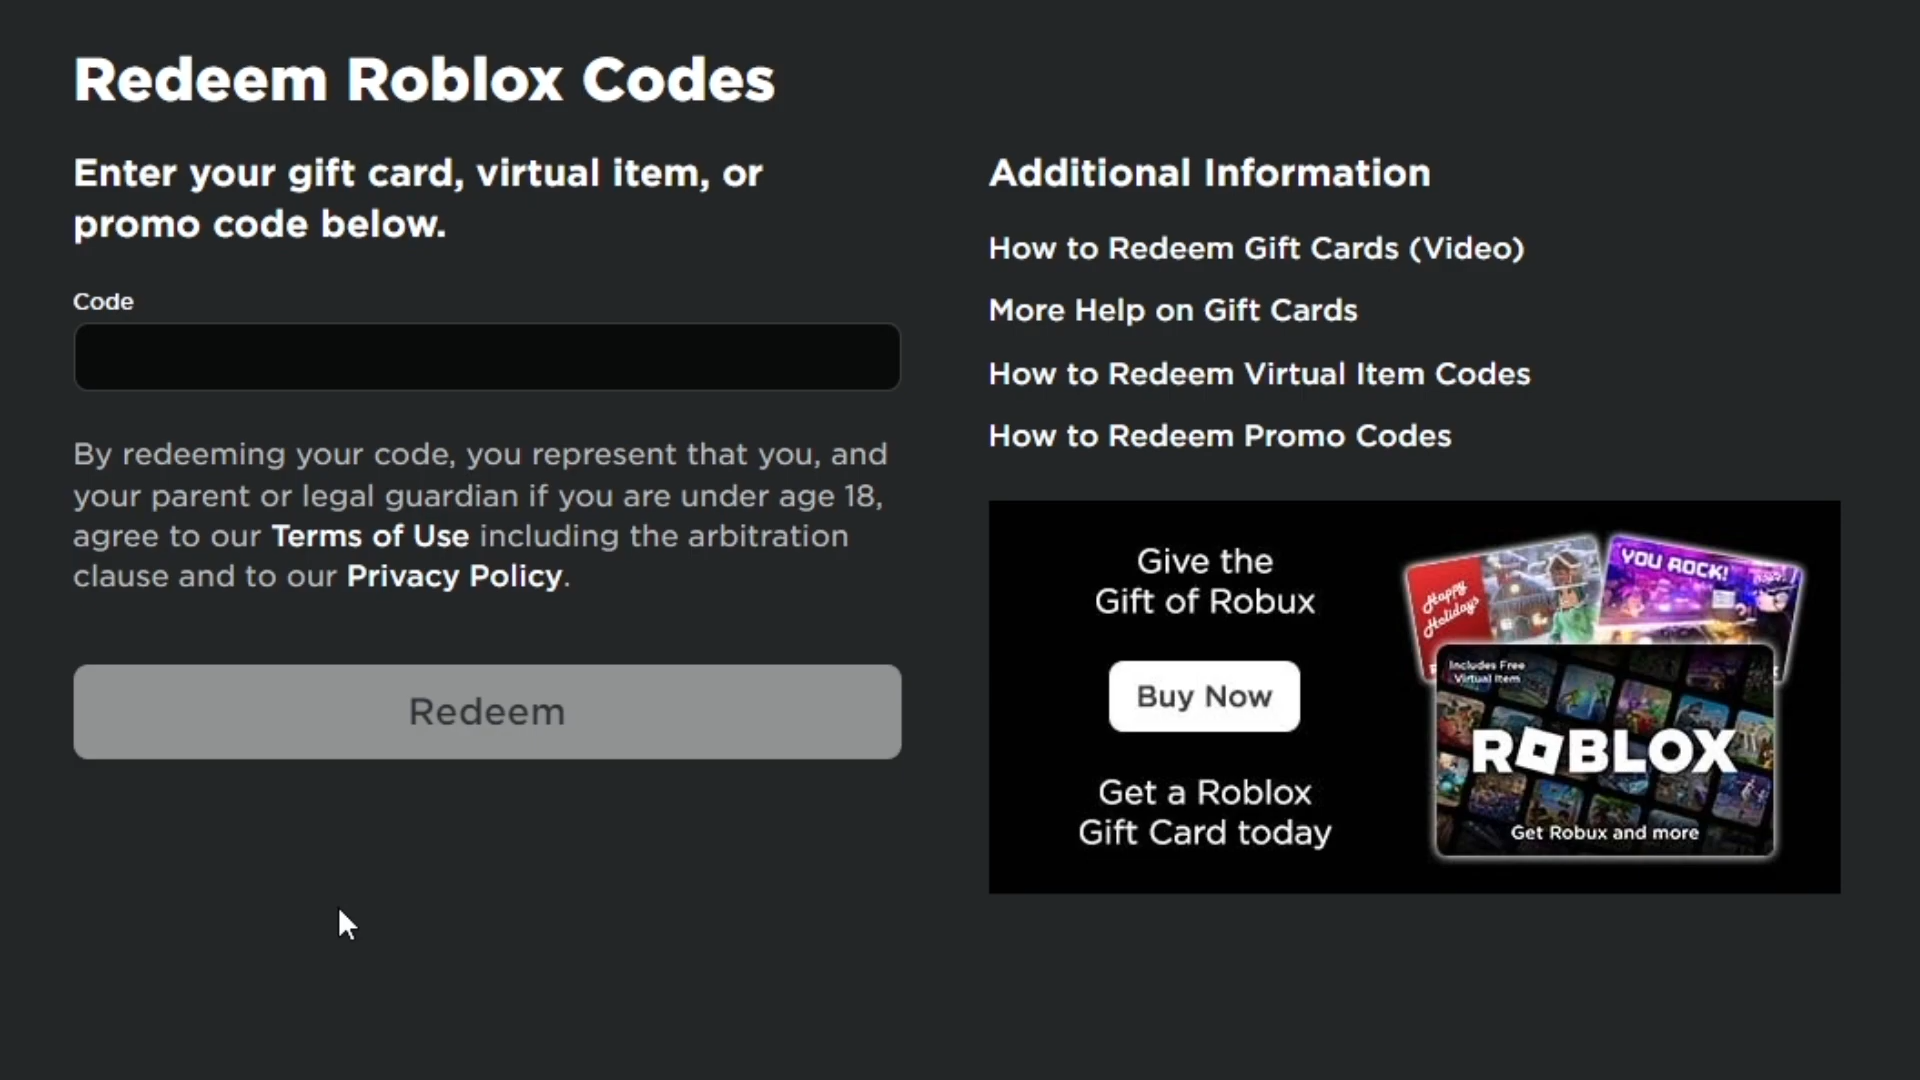 Redeem Roblox Codes
Enter your gift card, virtual item, or
promo code below.
Code
By redeeming your code, you represent that you, and
your parent or legal guardian if you are under age 18,
agree to our Terms of Use including the arbitration
clause and to our Privacy Policy.
Redeem
Additional Information
How to Redeem Gift Cards (Video)
More Help on Gift Cards
How to Redeem Virtual Item Codes
How to Redeem Promo Codes
Give the
Gift of Robux
Buy Now
Get a Roblox
Gift Card today
Happy
Holidays
YOU ROCK!
Includes Free
Virtual Item
ROBLOX
Get Robux and more